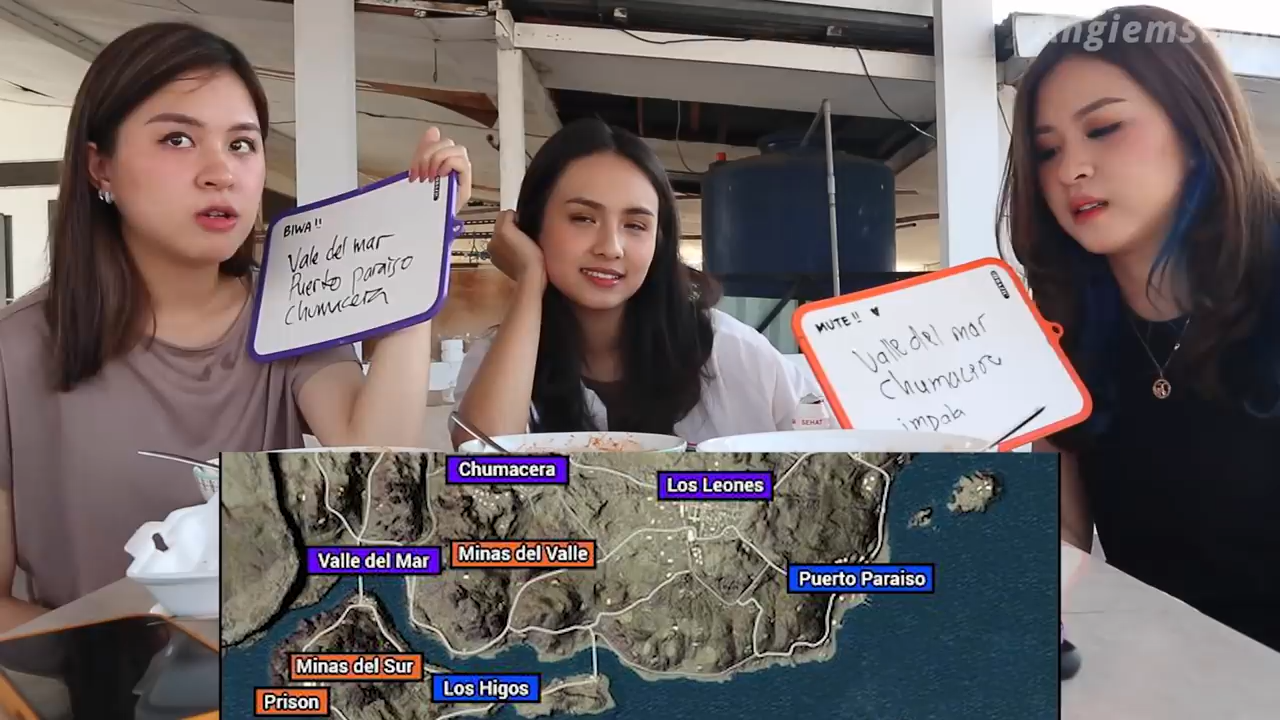 BIWA!!
Vale del mar
Puerto paraiso
chumacera
MUTE!! ♥
Valle del mar
chumacera
impala
SEHAT
Chumacera
Los Leones
Valle del Mar
Minas del Valle
Puerto Paraiso
Minas del Sur
Los Higos
Prison